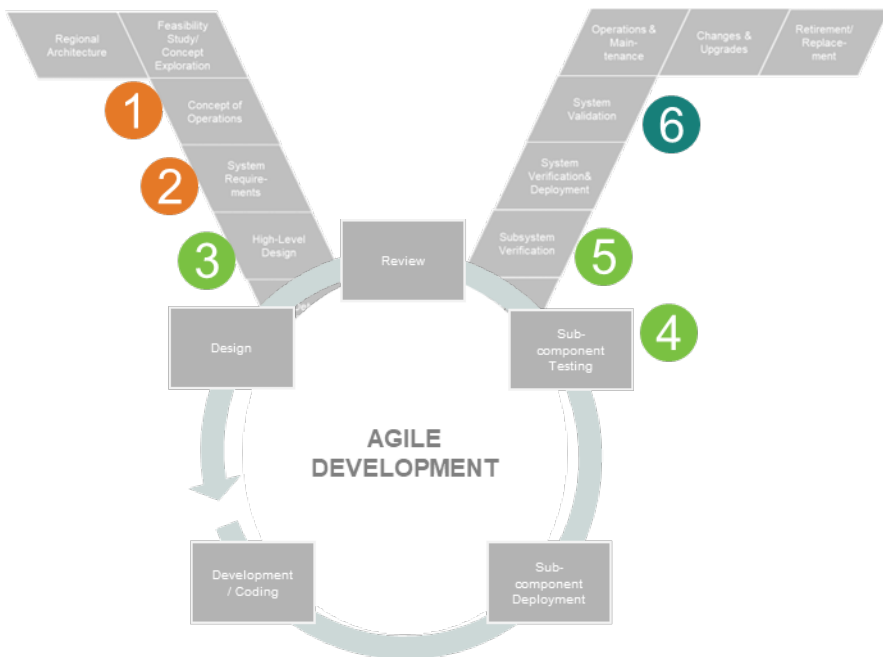 Regional
Architecture
Feasibility
Study/
Concept
Exploration
Operations &
Main-
tenance
Changes &
Upgrades
Retirement/
Replace-
ment
1
Concept of
Operations
System
Validation
6
2
System
Require-
ments
System
Verification&
Deployment
3
High-Level
Design
Subsystem
Verification
5
Review
Design
Sub-
component
Testing
4
AGILE
DEVELOPMENT
Development
/ Coding
Sub-
component
Deployment